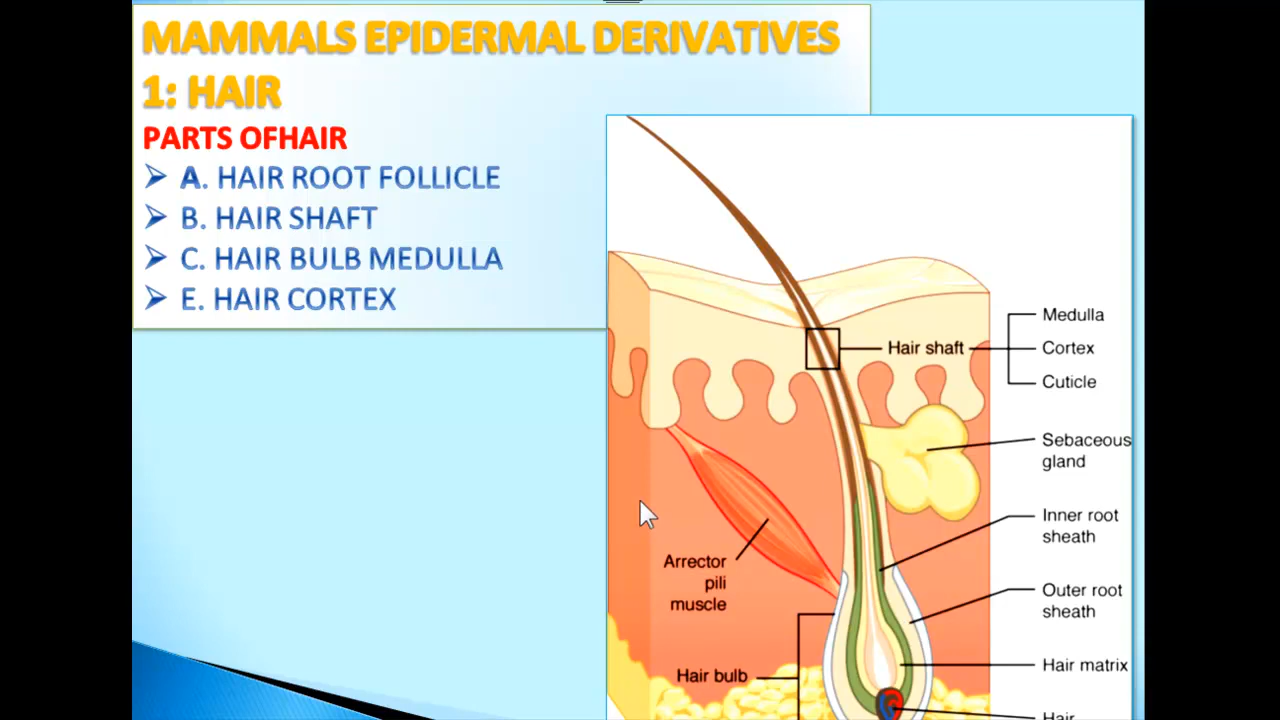 MAMMALS EPIDERMAL DERIVATIVES
1: HAIR
PARTS OFHAIR
A. HAIR ROOT FOLLICLE
B. HAIR SHAFT
C. HAIR BULB MEDULLA
E. HAIR CORTEX
Medulla
Hair shaft
Cortex
Cuticle
Sebaceous
gland
Inner root
sheath
Arrector
pili
muscle
Outer root
sheath
Hair matrix
Hair bulb
Hair